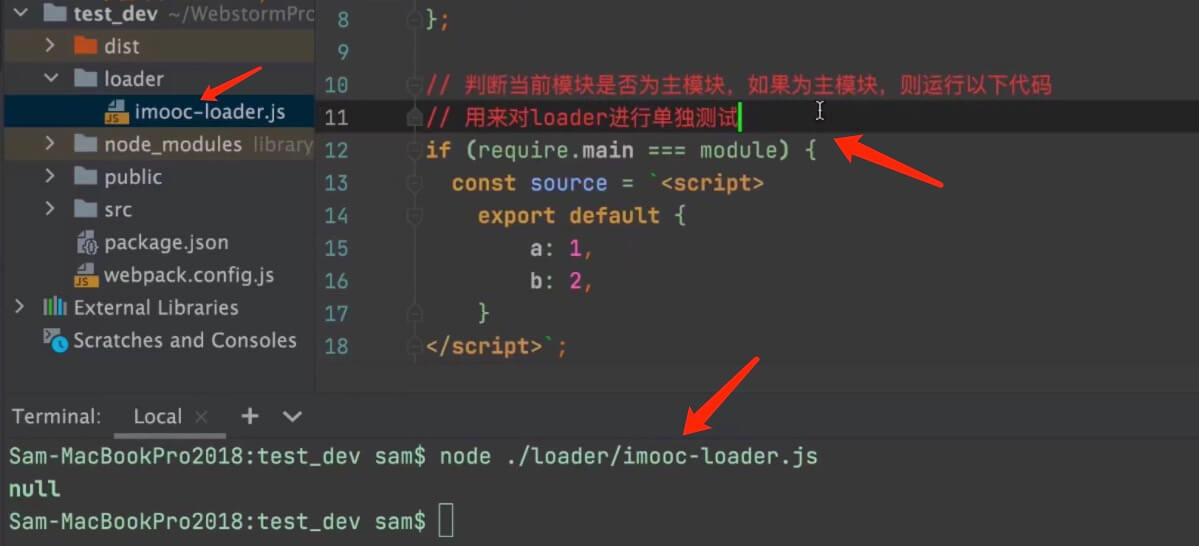 test_dev ~/WebstormPro
dist
loader
imooc-loader.js
node_modules library
public
src
package.json
webpack.config.js
External Libraries
Scratches and Consoles
8 };
9
10 // 判断当前模块是否为主模块，如果为主模块，则运行以下代码
11 // 用来对loader进行单独测试
12 if (require.main === module) {
13 const source = `<script>
14 export default {
15 a: 1,
16 b: 2,
17 }
18 </script>`;
Terminal: Local × + 
Sam-MacBookPro2018:test_dev sam$ node ./loader/imooc-loader.js
null
Sam-MacBookPro2018:test_dev sam$